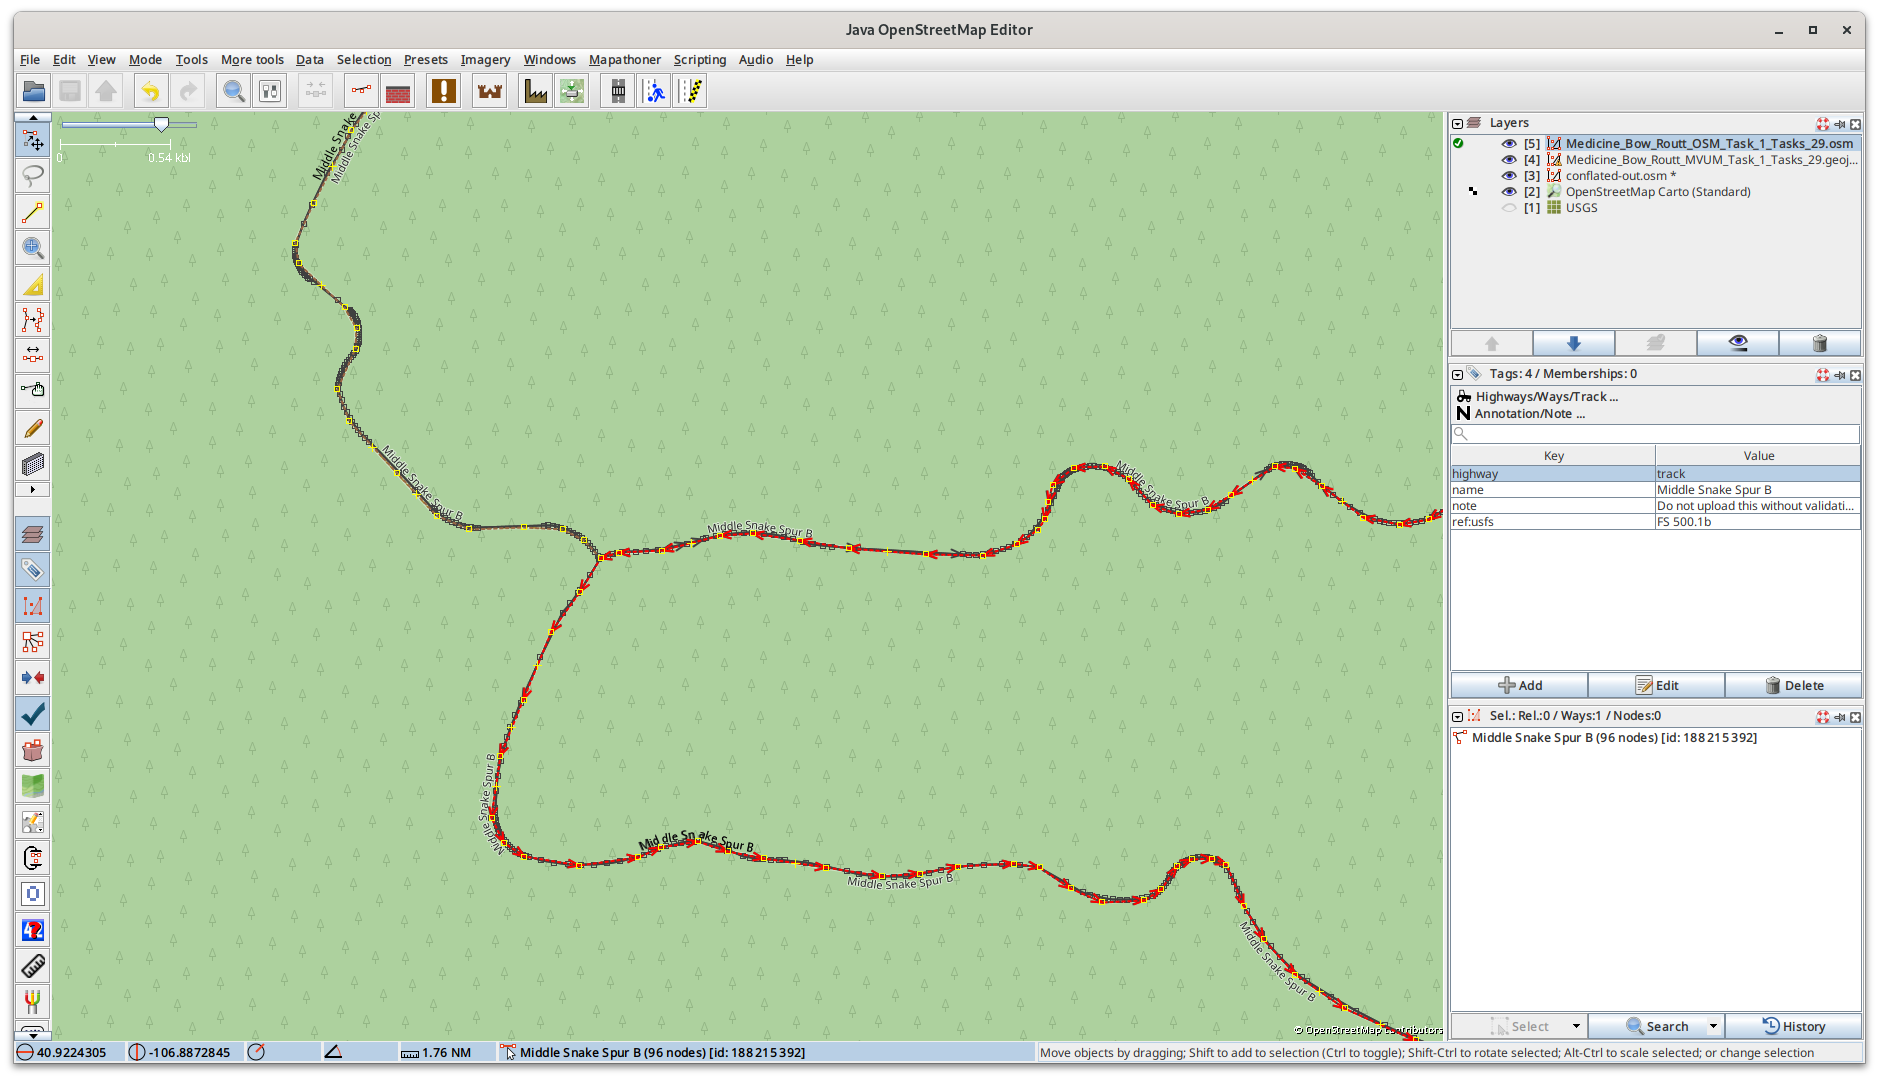 Java OpenStreetMap Editor
File Edit View Mode Tools More tools Data Selection Presets Imagery Windows Mapathoner Scripting Audio Help
0 0.54 kbl
Middle Snake
Middle Snake Sp
Middle Snake Spur B
Middle Snake Spur B
Middle Snake Spur B
Middle Snake Spur B
Middle
Middle Snake Spur B
Middle Snake Spur B
Middle Snake Spur B
© OpenStreetMap contributors
Layers
[5] Medicine_Bow_Routt_OSM_Task_1_Tasks_29.osm
[4] Medicine_Bow_Routt_MVUM_Task_1_Tasks_29.geoj...
[3] conflated-out.osm *
[2] OpenStreetMap Carto (Standard)
[1] USGS
Tags: 4 / Memberships: 0
Highways/Ways/Track ...
Annotation/Note ...
Key Value
highway track
name Middle Snake Spur B
note Do not upload this without validati...
ref:usfs FS 500.1b
Add Edit Delete
Sel.: Rel.:0 / Ways:1 / Nodes:0
Middle Snake Spur B (96 nodes) [id: 188215392]
Select Search History
40.9224305 -106.8872845 1.76 NM Middle Snake Spur B (96 nodes) [id: 188215392] Move objects by dragging; Shift to add to selection (Ctrl to toggle); Shift-Ctrl to rotate selected; Alt-Ctrl to scale selected; or change selection